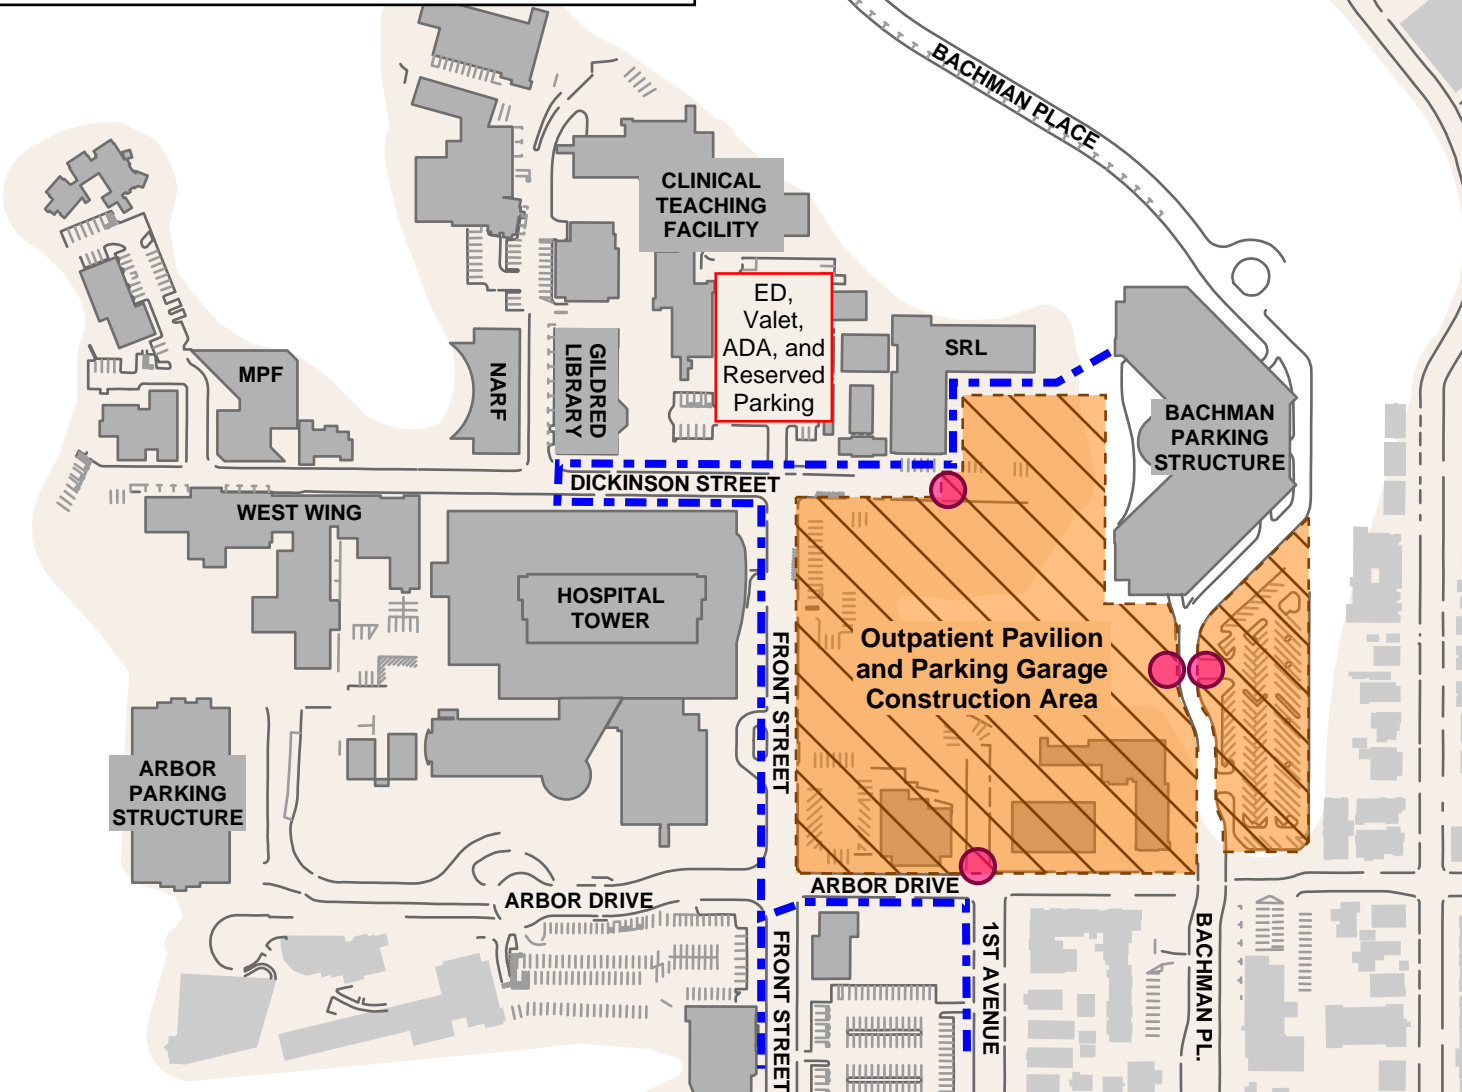 BACHMAN PLACE
CLINICAL
TEACHING
FACILITY
ED,
Valet,
ADA, and
Reserved
Parking
SRL
MPF
NARF
GILDRED
LIBRARY
BACHMAN
PARKING
STRUCTURE
DICKINSON STREET
WEST WING
HOSPITAL
TOWER
FRONT STREET
Outpatient Pavilion
and Parking Garage
Construction Area
ARBOR
PARKING
STRUCTURE
ARBOR DRIVE
ARBOR DRIVE
FRONT STREET
1ST AVENUE
BACHMAN PL.